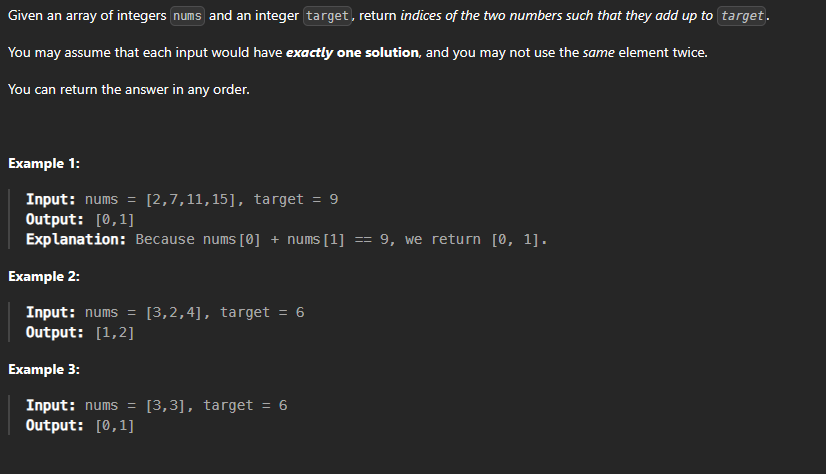 Given an array of integers nums and an integer target, return indices of the two numbers such that they add up to target.
You may assume that each input would have exactly one solution, and you may not use the same element twice.
You can return the answer in any order.
Example 1:
Input: nums = [2,7,11,15], target = 9
Output: [0,1]
Explanation: Because nums[0] + nums[1] == 9, we return [0, 1].
Example 2:
Input: nums = [3,2,4], target = 6
Output: [1,2]
Example 3:
Input: nums = [3,3], target = 6
Output: [0,1]